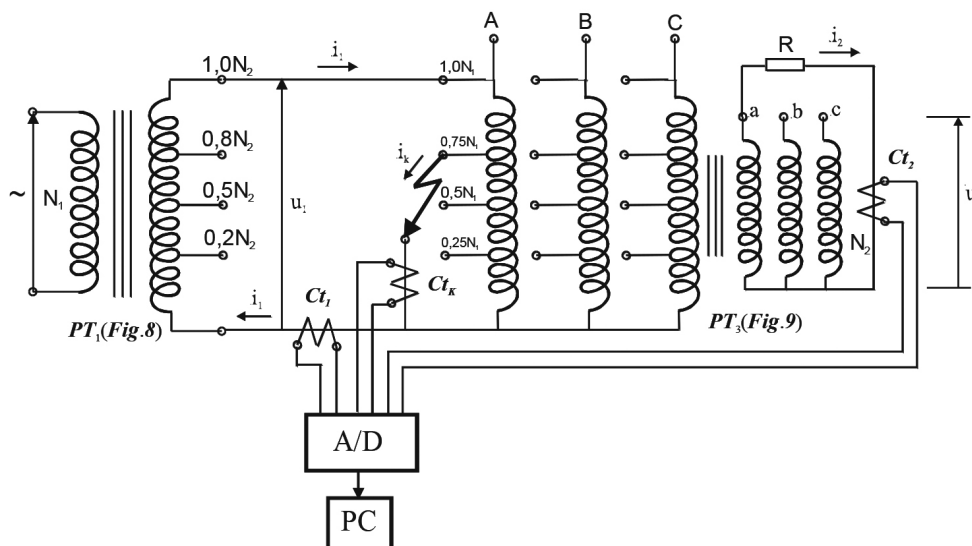 A B C
i₁
R
i₂
1,0N₂
1,0N₁
a b c
0,8N₂
0,75N₁
iₖ
Ct₂
~
N₁
u₁
0,5N₂
0,5N₁
u
0,2N₂
0,25N₁
N₂
Ctₖ
i₁
Ct₁
PT₁(Fig.8)
PT₃(Fig.9)
A/D
PC